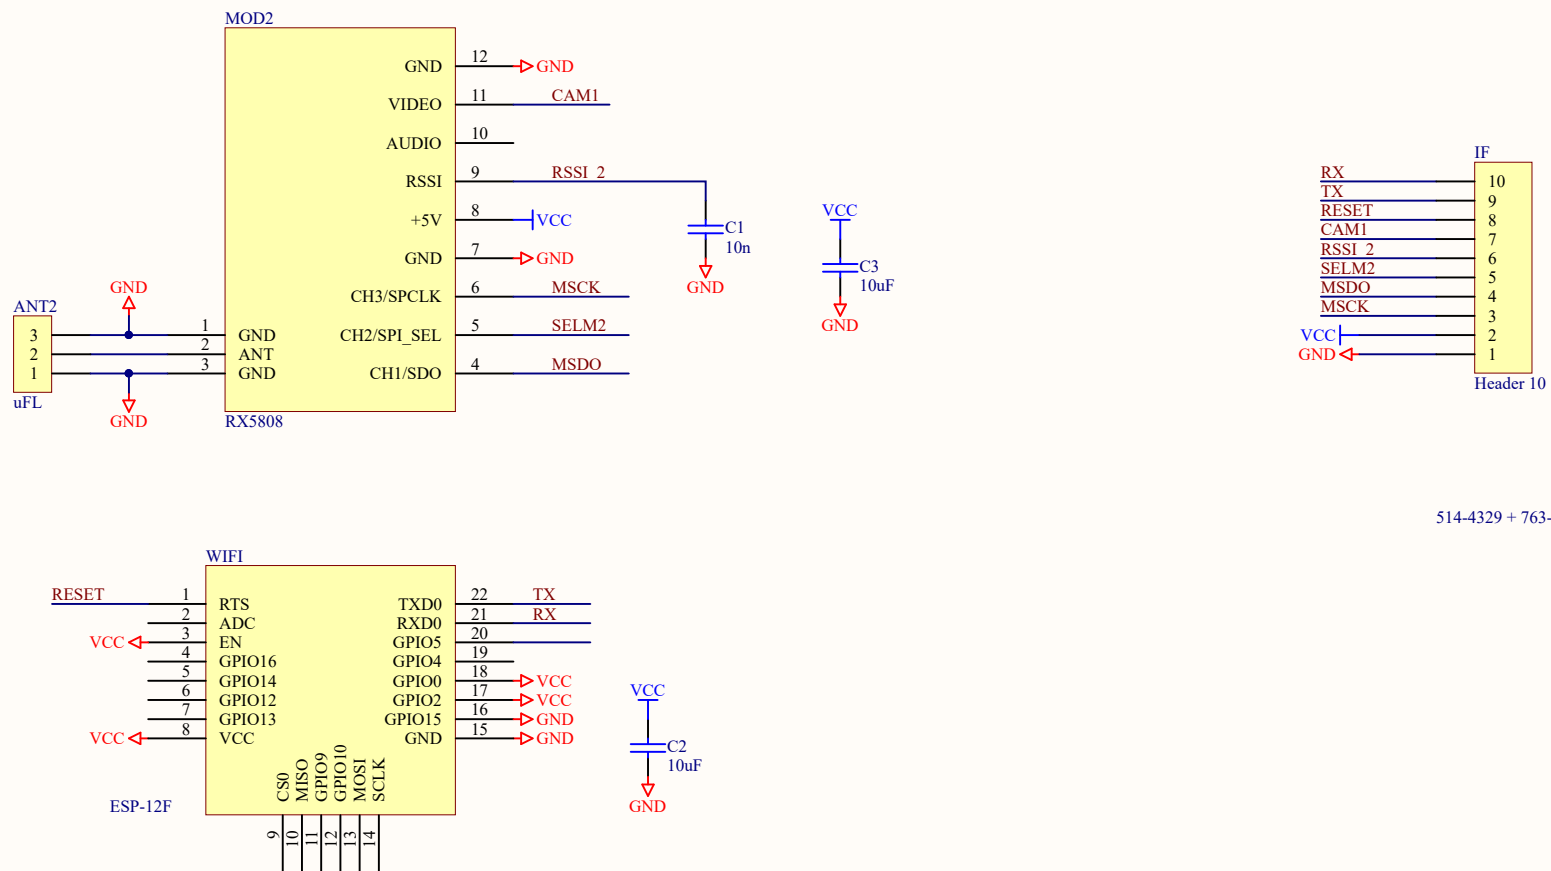 MOD2
GND 12 GND
VIDEO 11 CAM1
AUDIO 10
RSSI 9 RSSI_2
+5V 8 VCC
GND 7 GND
CH3/SPCLK 6 MSCK
CH2/SPI_SEL 5 SELM2
CH1/SDO 4 MSDO
1 GND
2 ANT
3 GND
RX5808
ANT2
3
2
1
uFL
GND
GND
C1
10n
GND
VCC
C3
10uF
GND
IF
RX 10
TX 9
RESET 8
CAM1 7
RSSI_2 6
SELM2 5
MSDO 4
MSCK 3
VCC 2
GND 1
Header 10
514-4329 + 763-
WIFI
RESET 1 RTS
2 ADC
VCC 3 EN
4 GPIO16
5 GPIO14
6 GPIO12
7 GPIO13
VCC 8 VCC
TXD0 22 TX
RXD0 21 RX
GPIO5 20
GPIO4 19
GPIO0 18 VCC
GPIO2 17 VCC
GPIO15 16 GND
GND 15 GND
CS0 9
MISO 10
GPIO9 11
GPIO10 12
MOSI 13
SCLK 14
ESP-12F
VCC
C2
10uF
GND